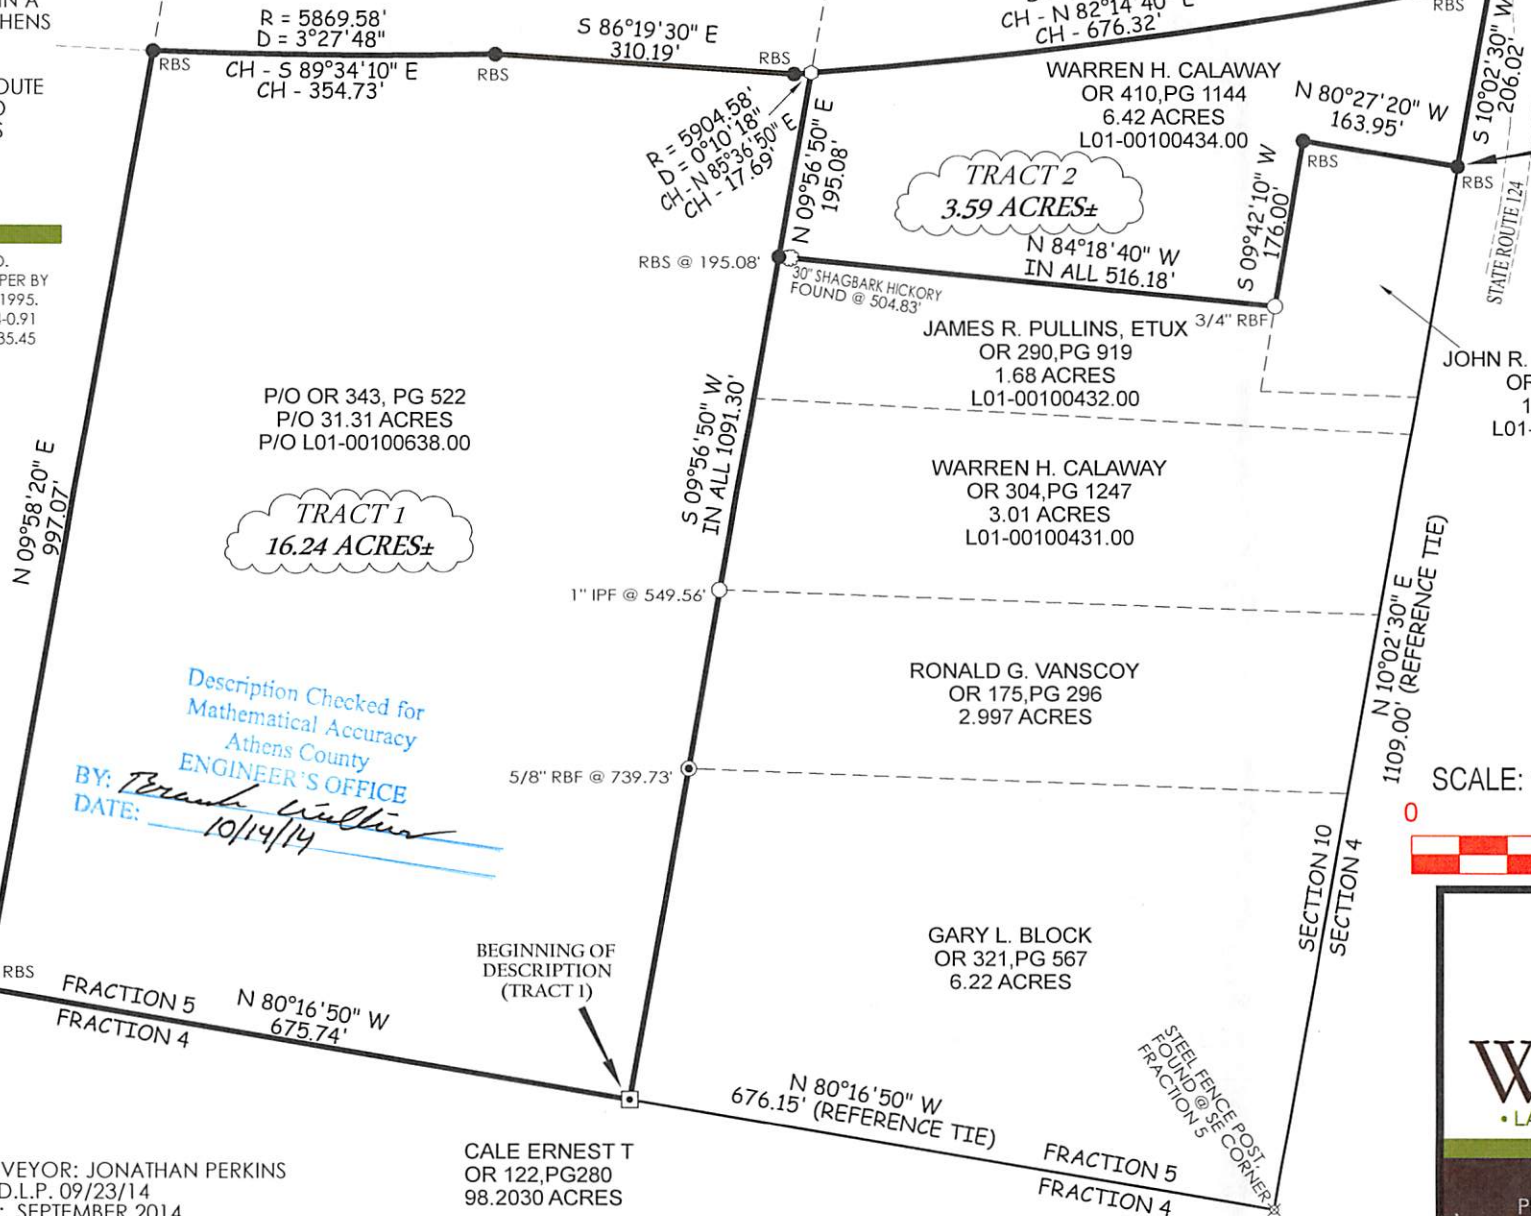 HENS
R = 5869.58'
D = 3°27'48"
CH - S 89°34'10" E
CH - 354.73'
RBS
RBS
S 86°19'30" E
310.19'
RBS
CH - N 82°14'40" E
CH - 676.32'
RBS
R = 5904.58'
D = 0°10'18"
CH - N 85°36'50" E
CH - 17.69'
N 09°56'50" E
195.08'
WARREN H. CALAWAY
OR 410,PG 1144
6.42 ACRES
L01-00100434.00
TRACT 2
3.59 ACRES±
N 80°27'20" W
163.95'
RBS
RBS
S 10°02'30" W
206.02'
STATE ROUTE 124
S 09°42'10" W
176.00'
N 84°18'40" W
IN ALL 516.18'
RBS @ 195.08'
30" SHAGBARK HICKORY
FOUND @ 504.83'
3/4" RBF
JAMES R. PULLINS, ETUX
OR 290,PG 919
1.68 ACRES
L01-00100432.00
JOHN R.
OR
1
L01-
OUTE
PER BY
1995.
-0.91
35.45
P/O OR 343, PG 522
P/O 31.31 ACRES
P/O L01-00100638.00
TRACT 1
16.24 ACRES±
N 09°58'20" E
997.07'
S 09°56'50" W
IN ALL 1091.30'
WARREN H. CALAWAY
OR 304,PG 1247
3.01 ACRES
L01-00100431.00
1" IPF @ 549.56'
RONALD G. VANSCOY
OR 175,PG 296
2.997 ACRES
N 10°02'30" E
1109.00' (REFERENCE TIE)
5/8" RBF @ 739.73'
Description Checked for
Mathematical Accuracy
Athens County
ENGINEER'S OFFICE
BY:
DATE: 10/14/14
SCALE:
0
SECTION 10
SECTION 4
GARY L. BLOCK
OR 321,PG 567
6.22 ACRES
BEGINNING OF
DESCRIPTION
(TRACT 1)
RBS
FRACTION 5
FRACTION 4
N 80°16'50" W
675.74'
N 80°16'50" W
676.15' (REFERENCE TIE)
STEEL FENCE POST,
FOUND @ SE CORNER
FRACTION 5
FRACTION 5
FRACTION 4
CALE ERNEST T
OR 122,PG280
98.2030 ACRES
VEYOR: JONATHAN PERKINS
D.L.P. 09/23/14
: SEPTEMBER 2014
W
• LA
P